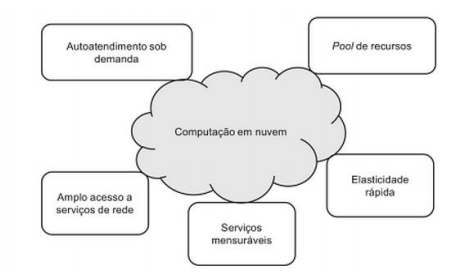 Autoatendimento sob
demanda
Pool de recursos
Computação em nuvem
Amplo acesso a
serviços de rede
Serviços
mensuráveis
Elasticidade
rápida